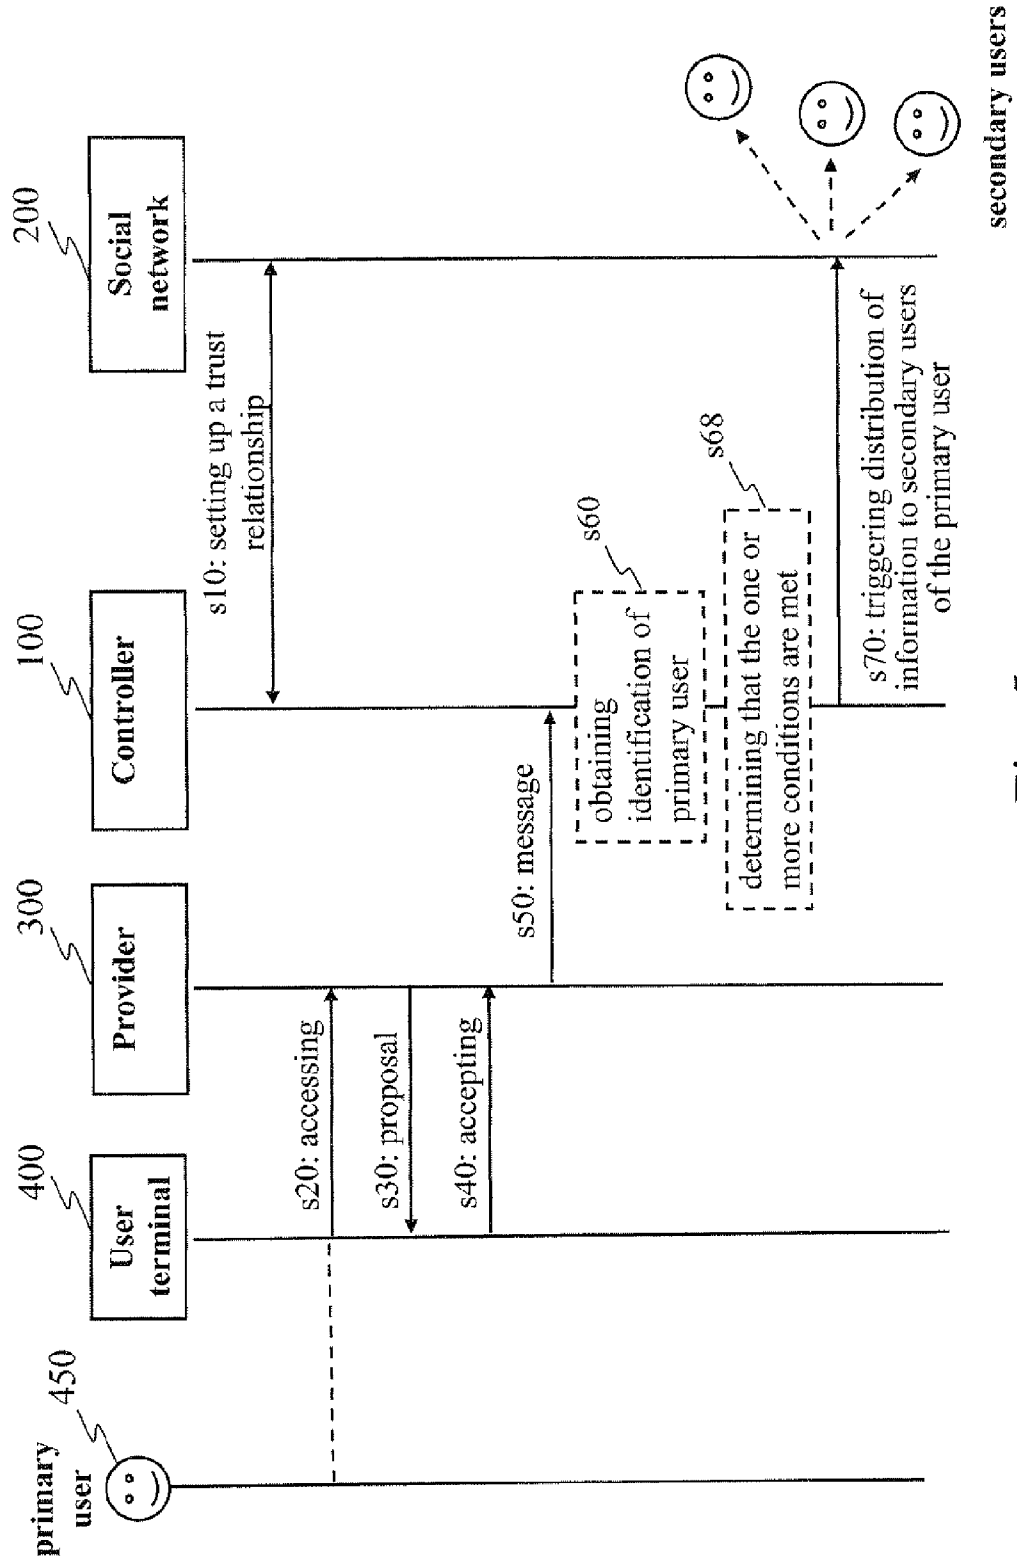 primary
user
450
400
User
terminal
300
Provider
100
Controller
200
Social
network
s10: setting up a trust
relationship
s20: accessing
s30: proposal
s40: accepting
s50: message
obtaining
identification of
primary user
s60
determining that the one or
more conditions are met
s68
s70: triggering distribution of
information to secondary users
of the primary user
secondary users